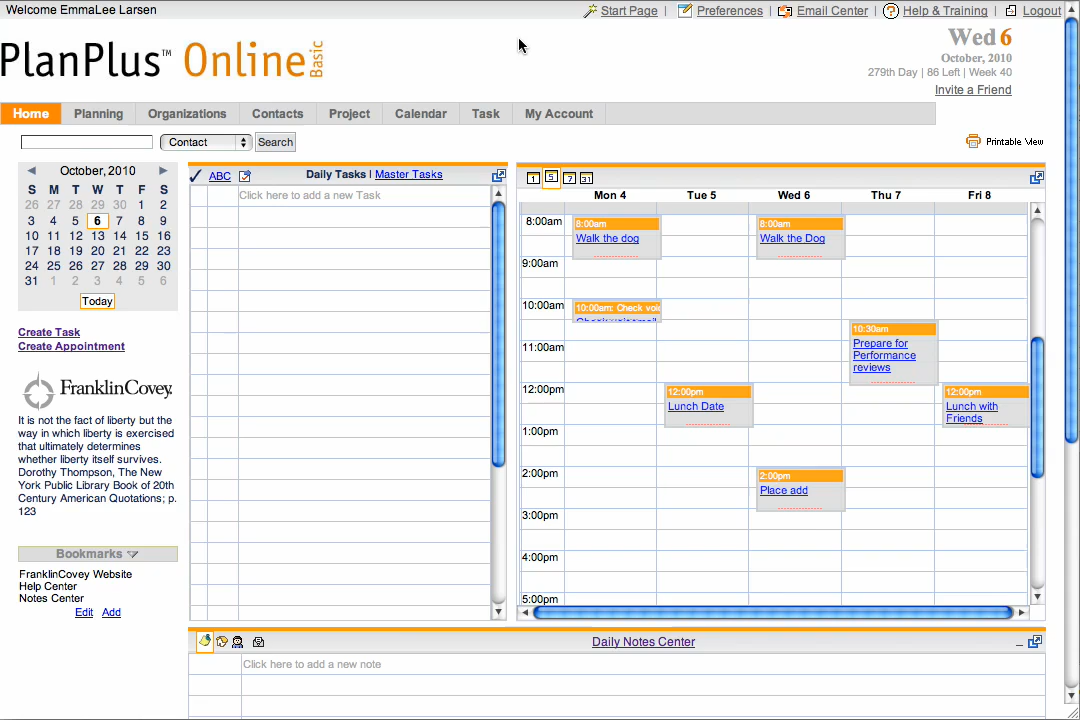 Welcome EmmaLee Larsen
Start Page | Preferences | Email Center | Help & Training | Logout
PlanPlus™ Online Basic
Wed 6
October, 2010
279th Day | 86 Left | Week 40
Invite a Friend
Home Planning Organizations Contacts Project Calendar Task My Account
Contact Search
Printable View
October, 2010
S M T W T F S
26 27 28 29 30 1 2
3 4 5 6 7 8 9
10 11 12 13 14 15 16
17 18 19 20 21 22 23
24 25 26 27 28 29 30
31 1 2 3 4 5 6
Today
Create Task
Create Appointment
FranklinCovey.
It is not the fact of liberty but the
way in which liberty is exercised
that ultimately determines
whether liberty itself survives.
Dorothy Thompson, The New
York Public Library Book of 20th
Century American Quotations; p.
123
Bookmarks
FranklinCovey Website
Help Center
Notes Center
Edit Add
ABC Daily Tasks | Master Tasks
Click here to add a new Task
1 5 7 31
Mon 4 Tue 5 Wed 6 Thu 7 Fri 8
8:00am
9:00am
10:00am
11:00am
12:00pm
1:00pm
2:00pm
3:00pm
4:00pm
5:00pm
8:00am
Walk the dog
10:00am: Check voi
Check voicemail
12:00pm
Lunch Date
8:00am
Walk the Dog
2:00pm
Place add
10:30am
Prepare for
Performance
reviews
12:00pm
Lunch with
Friends
Daily Notes Center
Click here to add a new note